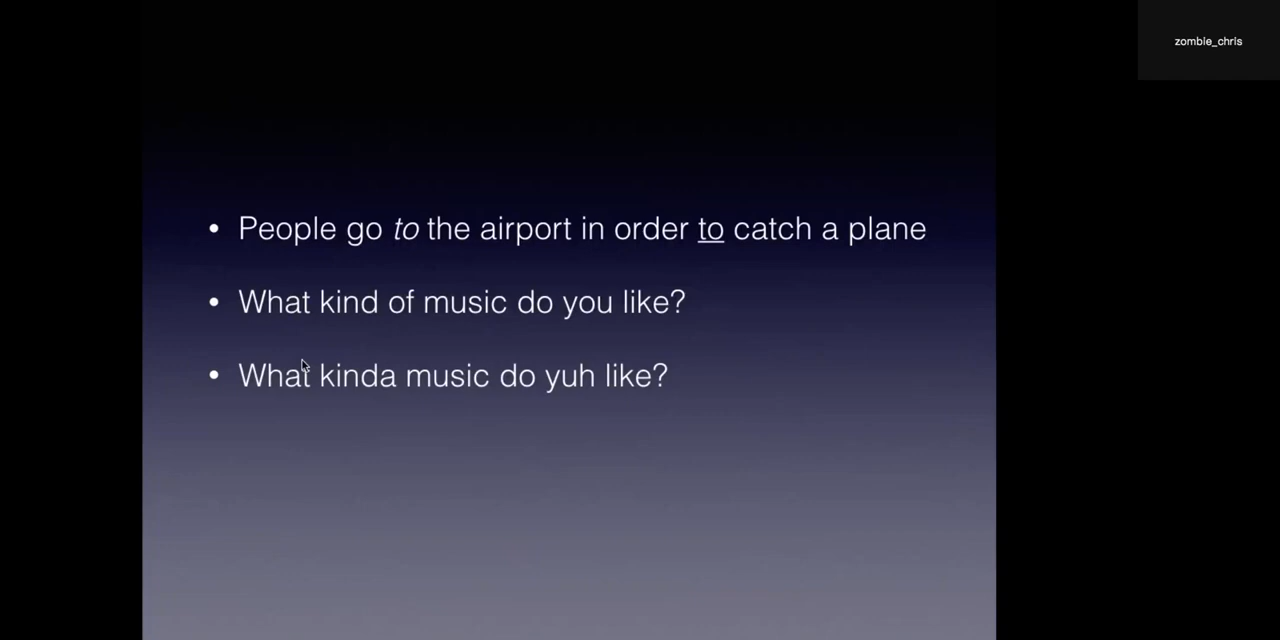 zombie_chris
• People go to the airport in order to catch a plane
• What kind of music do you like?
• What kinda music do yuh like?